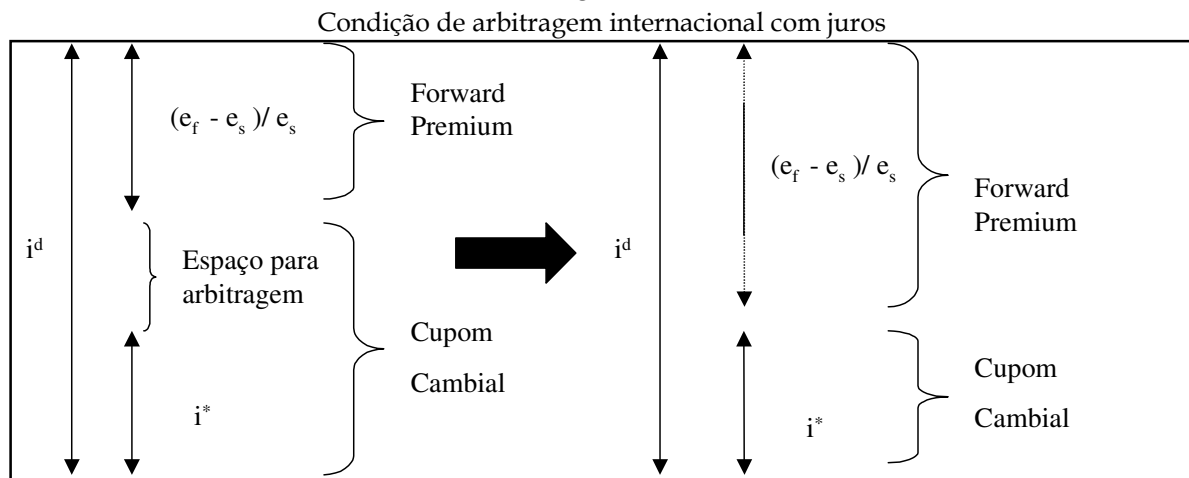 Condição de arbitragem internacional com juros
i^d
(e_f - e_s)/ e_s
Forward
Premium
Espaço para
arbitragem
Cupom
Cambial
i^*
i^d
(e_f - e_s)/ e_s
Forward
Premium
Cupom
Cambial
i^*